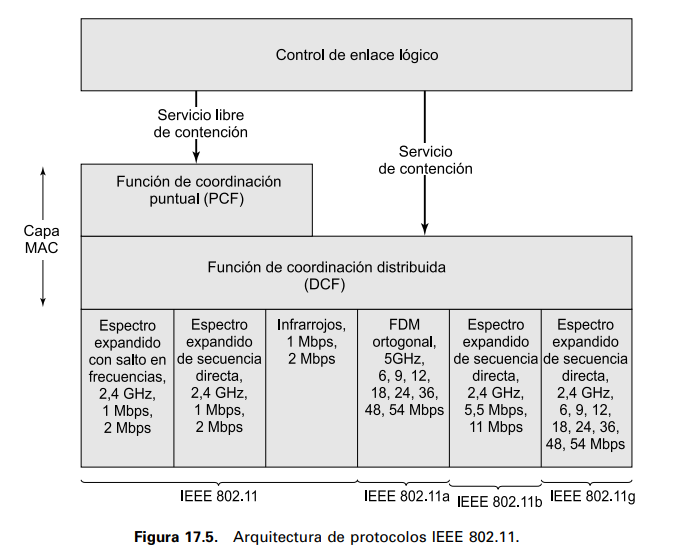 Control de enlace lógico
Servicio libre
de contención
Servicio
de contención
Función de coordinación
puntual (PCF)
Capa
MAC
Función de coordinación distribuida
(DCF)
Espectro
expandido
con salto en
frecuencias,
2,4 GHz,
1 Mbps,
2 Mbps
Espectro
expandido
de secuencia
directa,
2,4 GHz,
1 Mbps,
2 Mbps
Infrarrojos,
1 Mbps,
2 Mbps
FDM
ortogonal,
5GHz,
6, 9, 12,
18, 24, 36,
48, 54 Mbps
Espectro
expandido
de secuencia
directa,
2,4 GHz,
5,5 Mbps,
11 Mbps
Espectro
expandido de
secuencia
directa,
2,4 GHz,
6, 9, 12,
18, 24, 36,
48, 54 Mbps
IEEE 802.11
IEEE 802.11a
IEEE 802.11b
IEEE 802.11g
Figura 17.5. Arquitectura de protocolos IEEE 802.11.